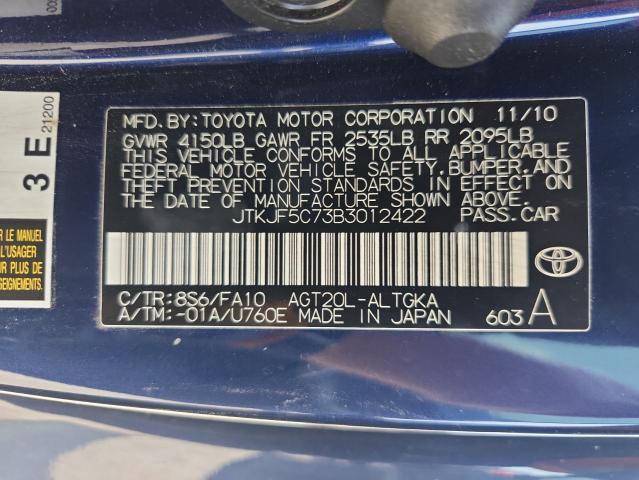 MFD. BY: TOYOTA MOTOR CORPORATION 11/10
GVWR 4150LB GAWR FR 2535LB RR 2095LB
THIS VEHICLE CONFORMS TO ALL APPLICABLE
FEDERAL MOTOR VEHICLE SAFETY, BUMPER, AND
THEFT PREVENTION STANDARDS IN EFFECT ON
THE DATE OF MANUFACTURE SHOWN ABOVE.
JTKJF5C73B3012422 PASS. CAR
C/TR: 8S6/FA10 AGT20L-ALTGKA
A/TM: -01A/U760E MADE IN JAPAN 603 A
3 E
21200
LE MANUEL
L'USAGER
UR PLUS DE
NSEIGNEMENTS.